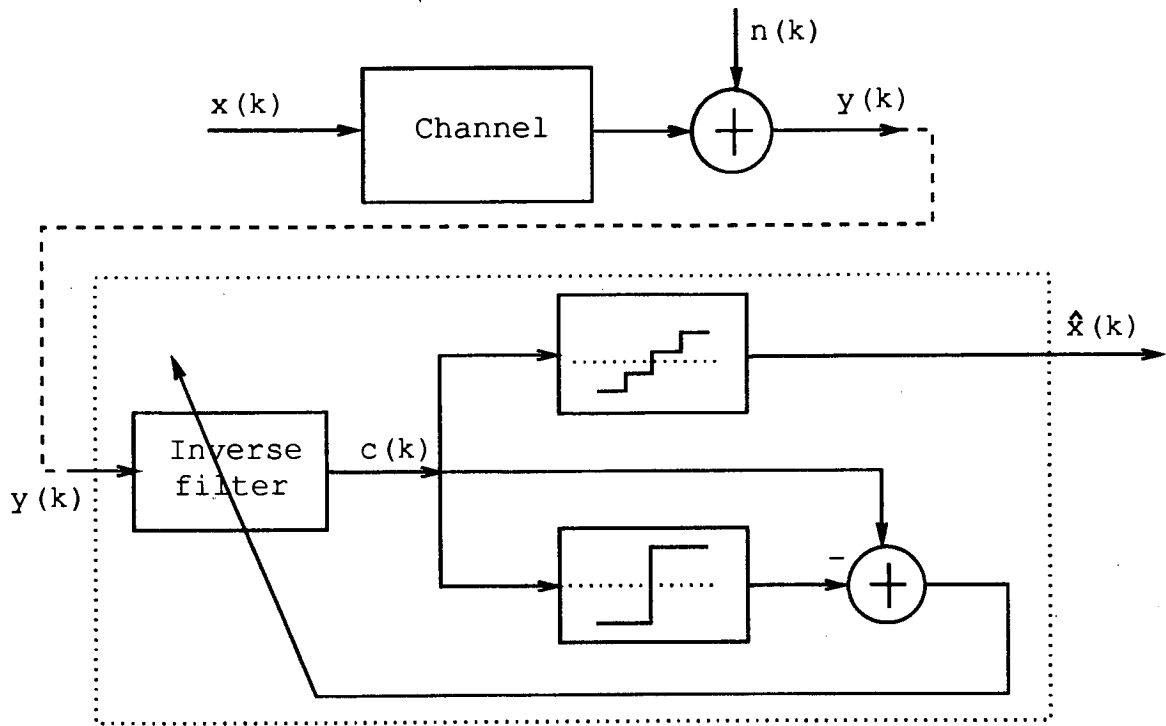 n(k)
x(k)
Channel
y(k)
+
x̂(k)
Inverse
filter
c(k)
y(k)
-
+